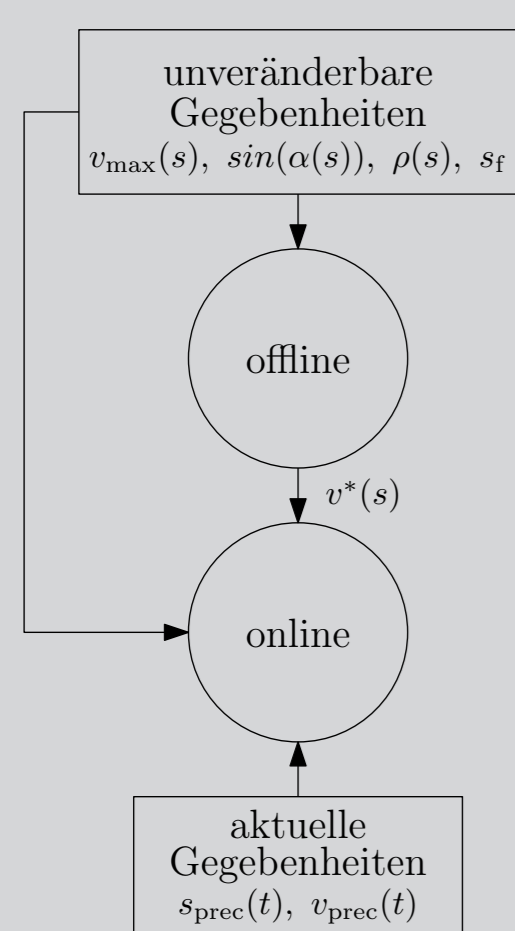 unveränderbare
Gegebenheiten
v_max(s), sin(α(s)), ρ(s), s_f
offline
v*(s)
online
aktuelle
Gegebenheiten
s_prec(t), v_prec(t)